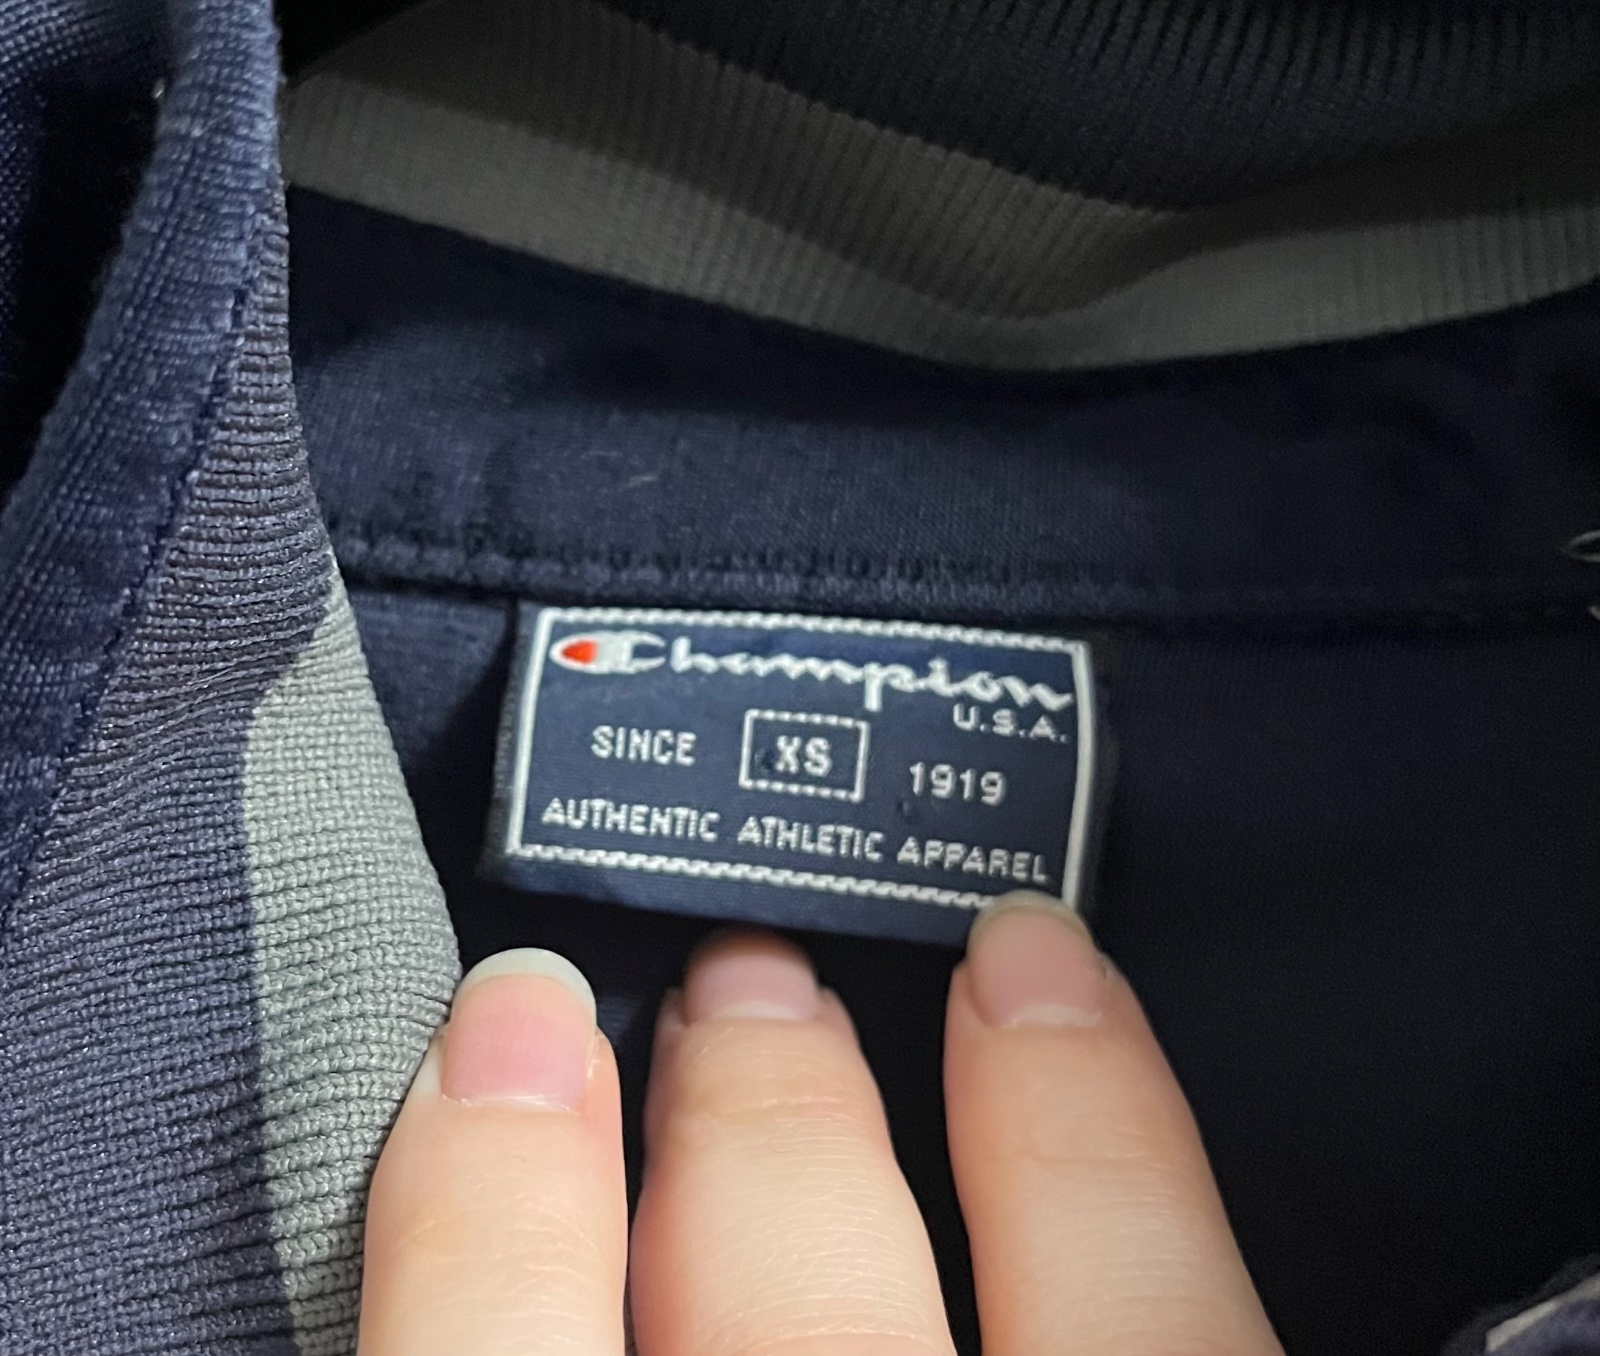 Champion
U.S.A.
SINCE XS 1919
AUTHENTIC ATHLETIC APPAREL